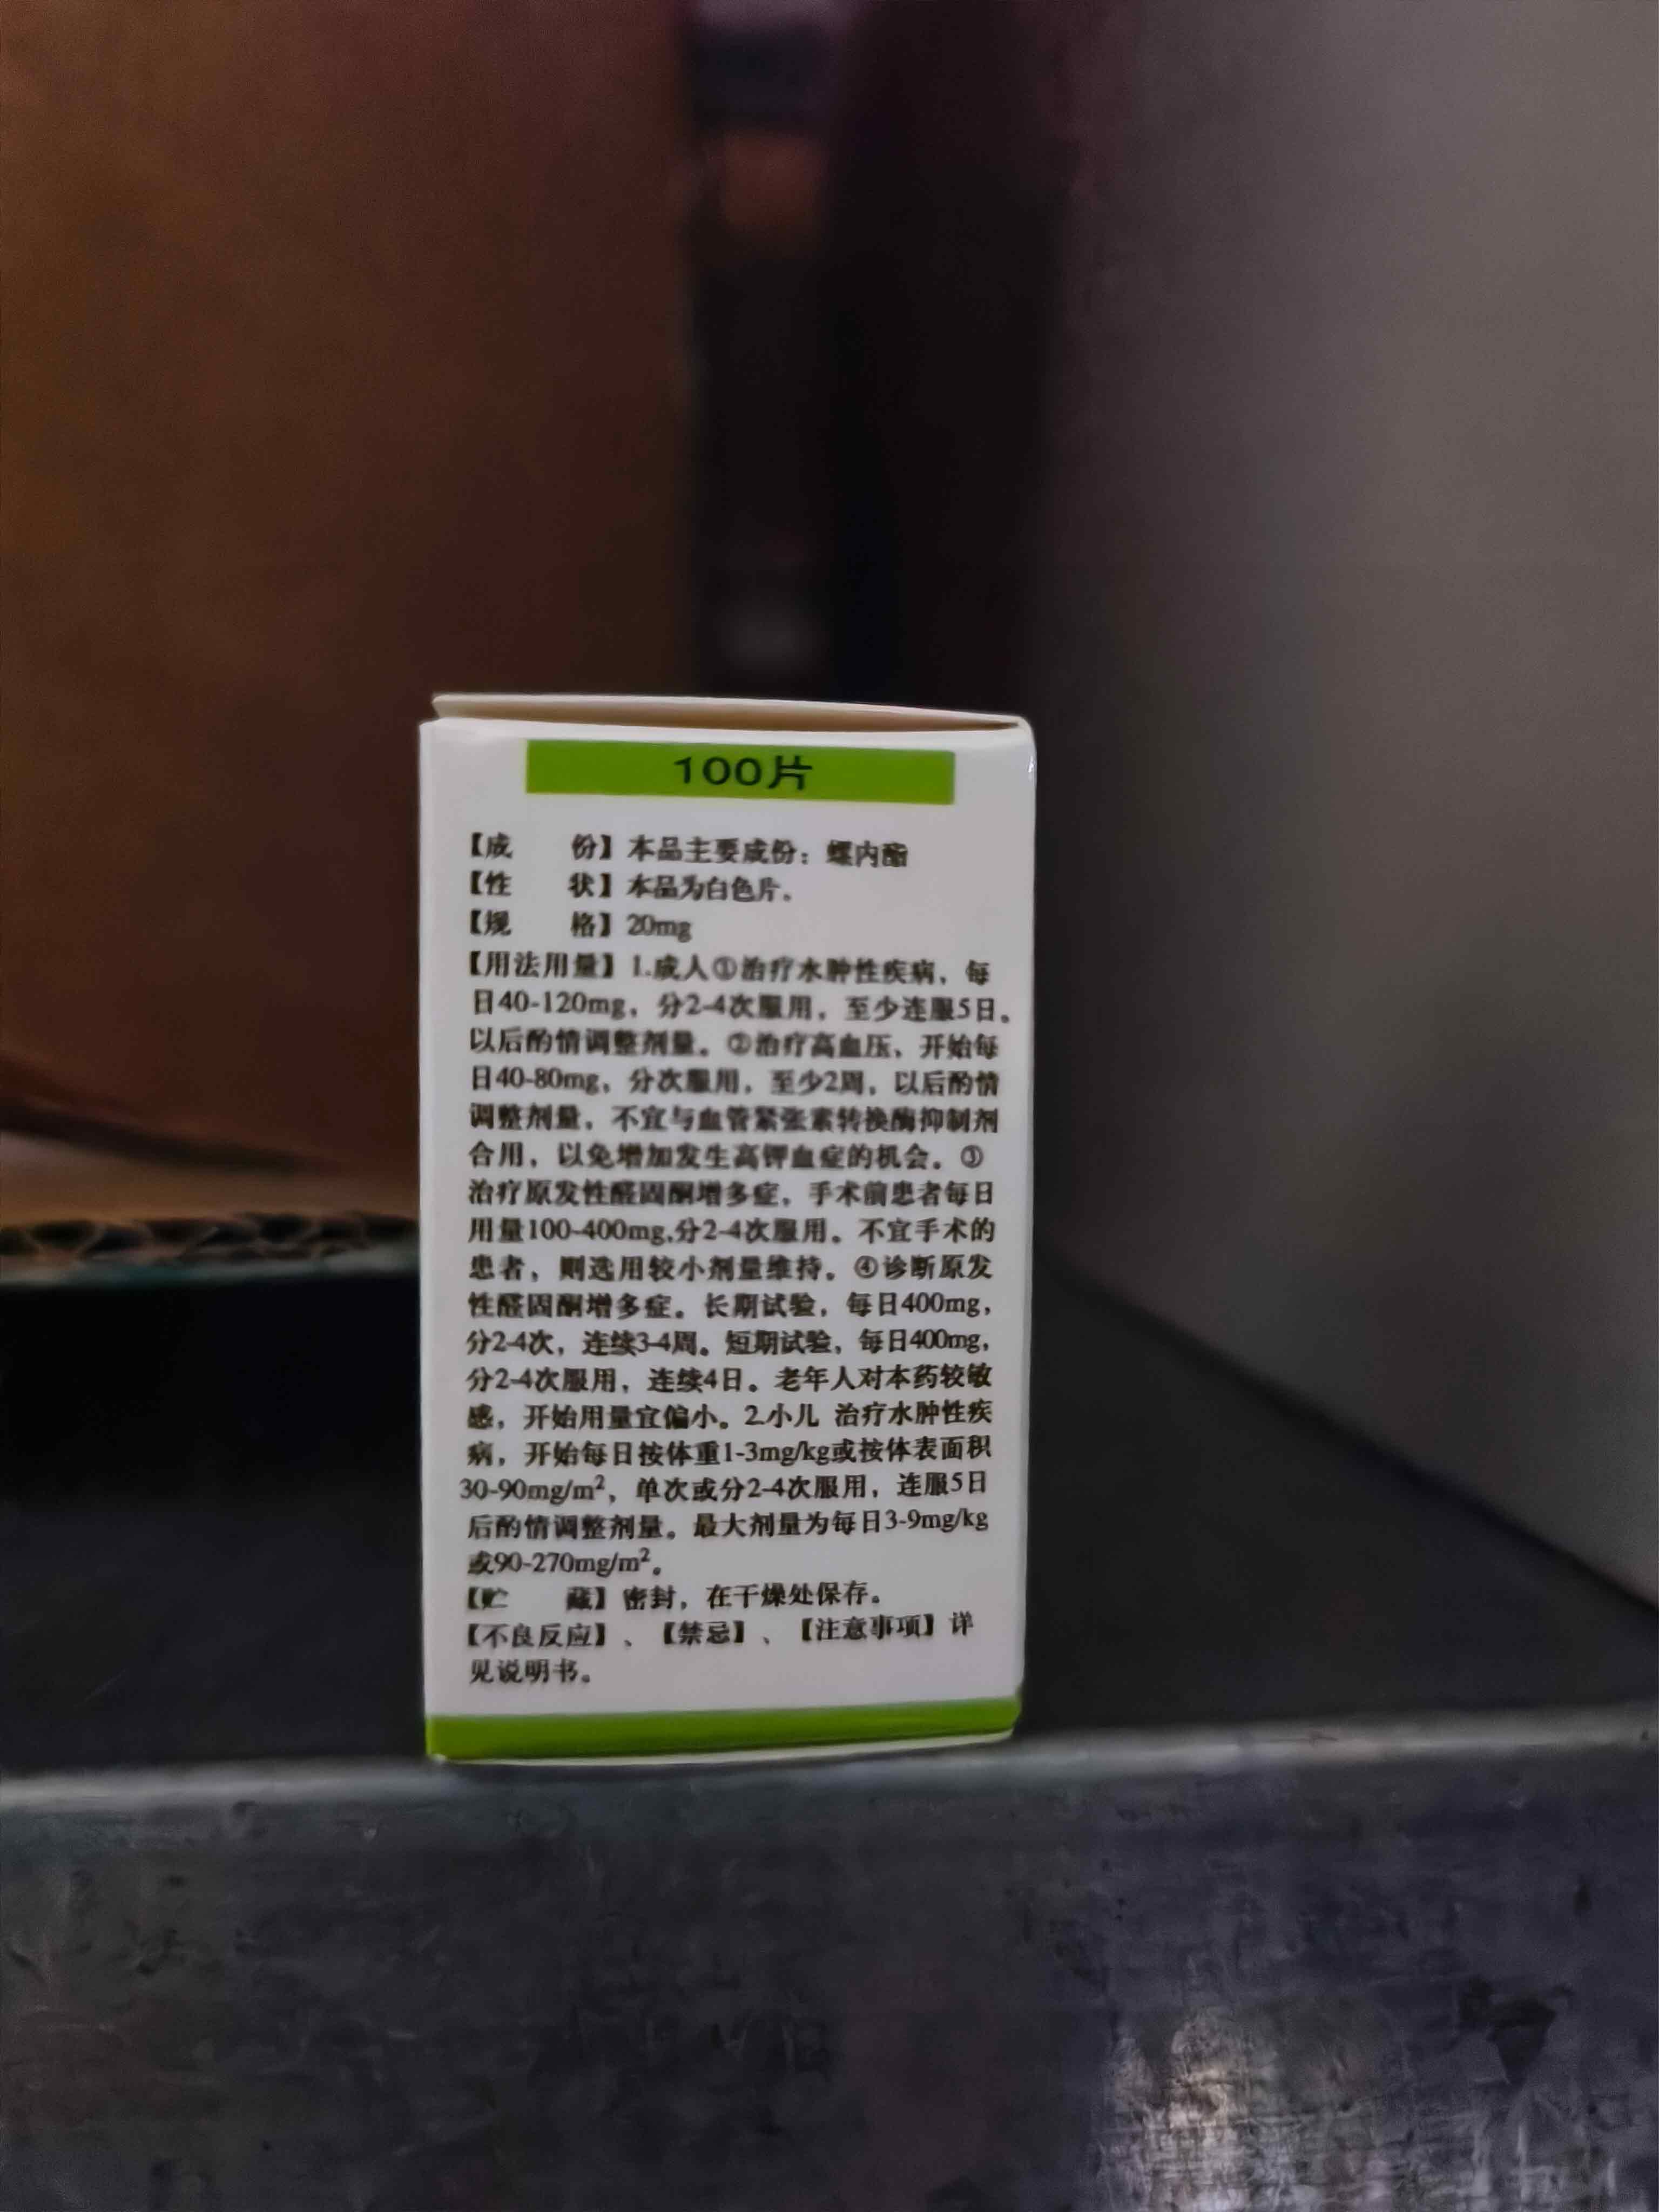 100片
【成　　份】本品主要成份：螺内酯
【性　　状】本品为白色片。
【规　　格】20mg
【用法用量】1.成人①治疗水肿性疾病，每
日40-120mg，分2-4次服用，至少连服5日。
以后酌情调整剂量。②治疗高血压，开始每
日40-80mg，分次服用，至少2周，以后酌情
调整剂量，不宜与血管紧张素转换酶抑制剂
合用，以免增加发生高钾血症的机会。③
治疗原发性醛固酮增多症，手术前患者每日
用量100-400mg,分2-4次服用。不宜手术的
患者，则选用较小剂量维持。④诊断原发
性醛固酮增多症。长期试验，每日400mg，
分2-4次，连续3-4周。短期试验，每日400mg，
分2-4次服用，连续4日。老年人对本药较敏
感，开始用量宜偏小。2.小儿 治疗水肿性疾
病，开始每日按体重1-3mg/kg或按体表面积
30-90mg/m²，单次或分2-4次服用，连服5日
后酌情调整剂量。最大剂量为每日3-9mg/kg
或90-270mg/m²。
【贮　　藏】密封，在干燥处保存。
【不良反应】、【禁忌】、【注意事项】详
见说明书。